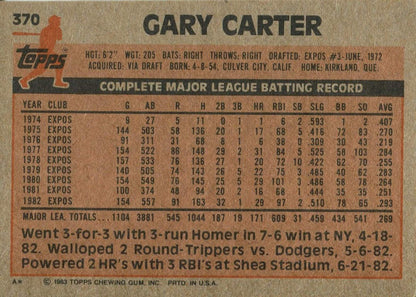 370
GARY CARTER
Topps
HGT: 6'2" WGT: 205 BATS: RIGHT THROWS: RIGHT DRAFTED: EXPOS #3-JUNE, 1972
ACQUIRED: VIA DRAFT BORN: 4-8-54, CULVER CITY, CALIF. HOME: KIRKLAND, QUE.
COMPLETE MAJOR LEAGUE BATTING RECORD
YEAR CLUB G AB R H 2B 3B HR RBI SB SLG BB SO AVG
1974 EXPOS 9 27 5 11 0 1 1 6 2 .593 1 2 .407
1975 EXPOS 144 503 58 136 20 1 17 68 5 .416 72 83 .270
1976 EXPOS 91 311 31 68 8 1 6 38 0 .309 30 43 .219
1977 EXPOS 154 522 86 148 29 2 31 84 5 .525 58 103 .284
1978 EXPOS 157 533 76 136 27 1 20 72 10 .422 62 70 .255
1979 EXPOS 141 505 74 143 26 5 22 75 3 .485 40 62 .283
1980 EXPOS 154 549 76 145 25 5 29 101 3 .486 58 78 .264
1981 EXPOS 100 374 48 94 20 2 16 68 1 .444 35 35 .251
1982 EXPOS 154 557 91 163 32 1 29 97 2 .510 78 65 .293
MAJOR LEA. TOTALS... 1104 3881 545 1044 187 19 171 609 31 .459 434 541 .269
Went 3-for-3 with 3-run Homer in 7-6 win at NY, 4-18-
82. Walloped 2 Round-Trippers vs. Dodgers, 5-6-82.
Powered 2 HR's with 3 RBI's at Shea Stadium, 6-21-82.
A* © 1983 TOPPS CHEWING GUM, INC. PRTD. IN U.S.A.